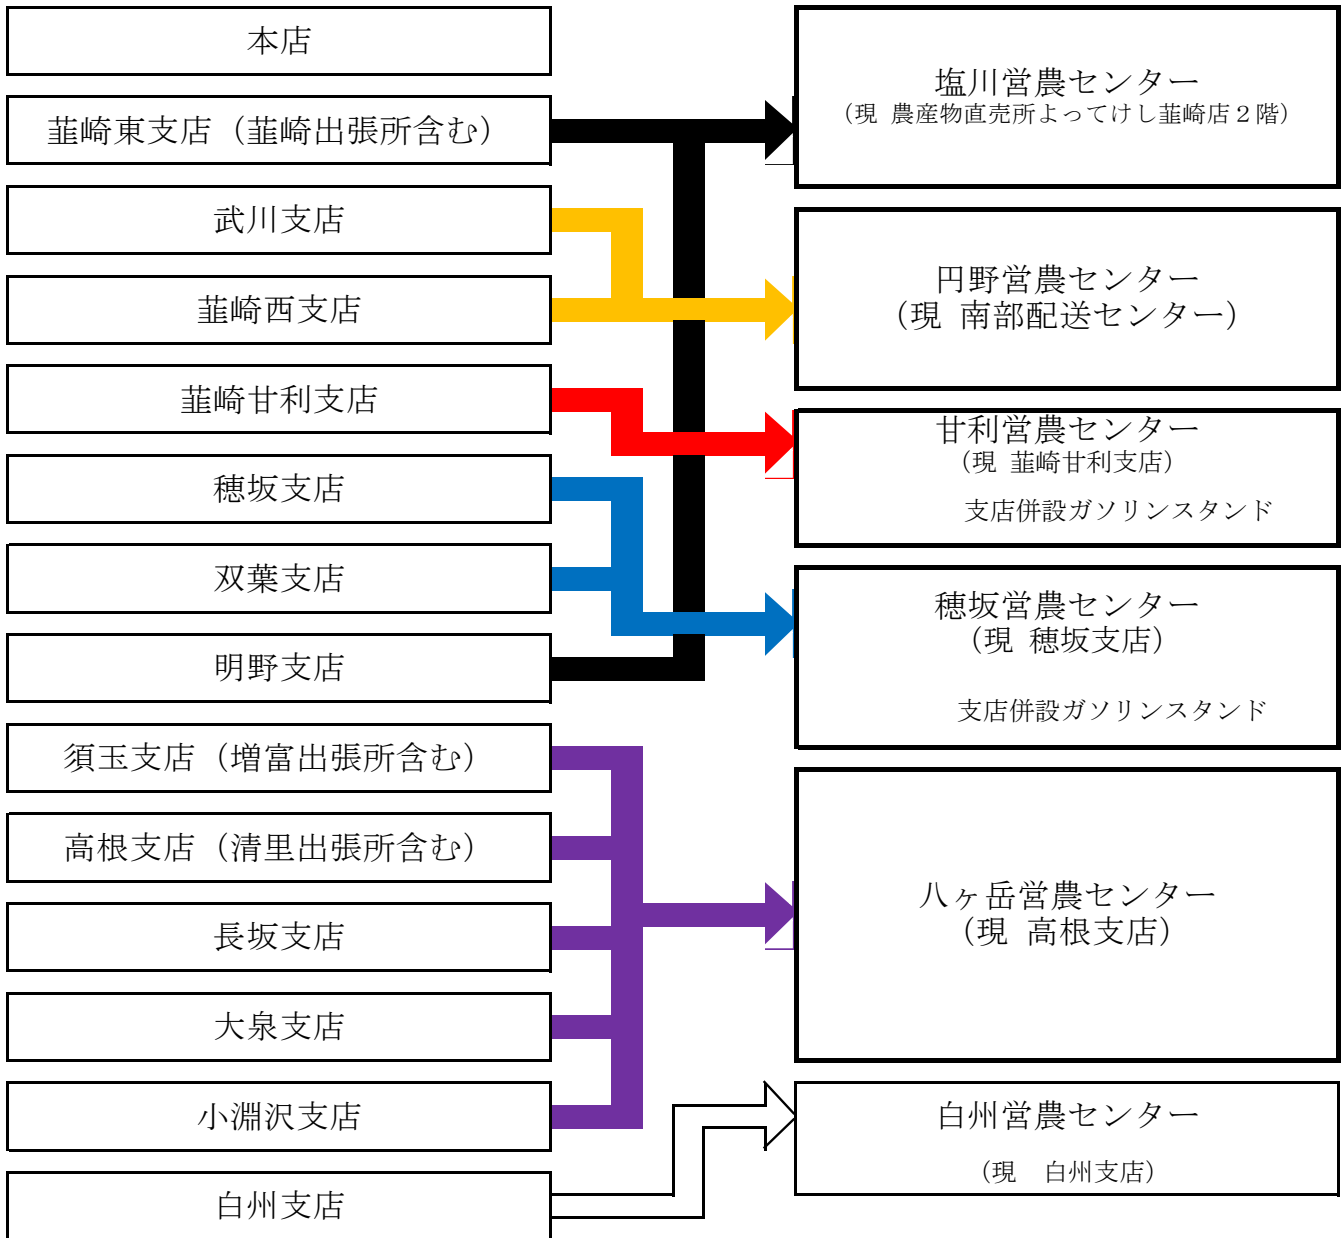 本店
韮崎東支店（韮崎出張所含む）
武川支店
韮崎西支店
韮崎甘利支店
穂坂支店
双葉支店
明野支店
須玉支店（増富出張所含む）
高根支店（清里出張所含む）
長坂支店
大泉支店
小淵沢支店
白州支店
塩川営農センター
（現 農産物直売所よってけし韮崎店２階）
円野営農センター
（現 南部配送センター）
甘利営農センター
（現 韮崎甘利支店）
支店併設ガソリンスタンド
穂坂営農センター
（現 穂坂支店）
支店併設ガソリンスタンド
八ヶ岳営農センター
（現 高根支店）
白州営農センター
（現　白州支店）